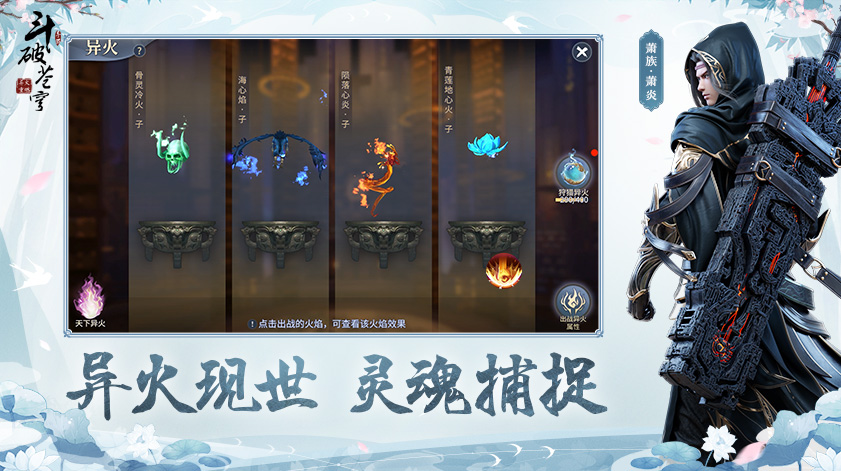 斗破苍穹
异火
?
骨灵冷火·子
海心焰·子
陨落心炎·子
青莲地心火·子
狩猎异火
天下异火
! 点击出战的火焰，可查看该火焰效果
出战异火
属性
萧族·萧炎
异火现世 灵魂捕捉